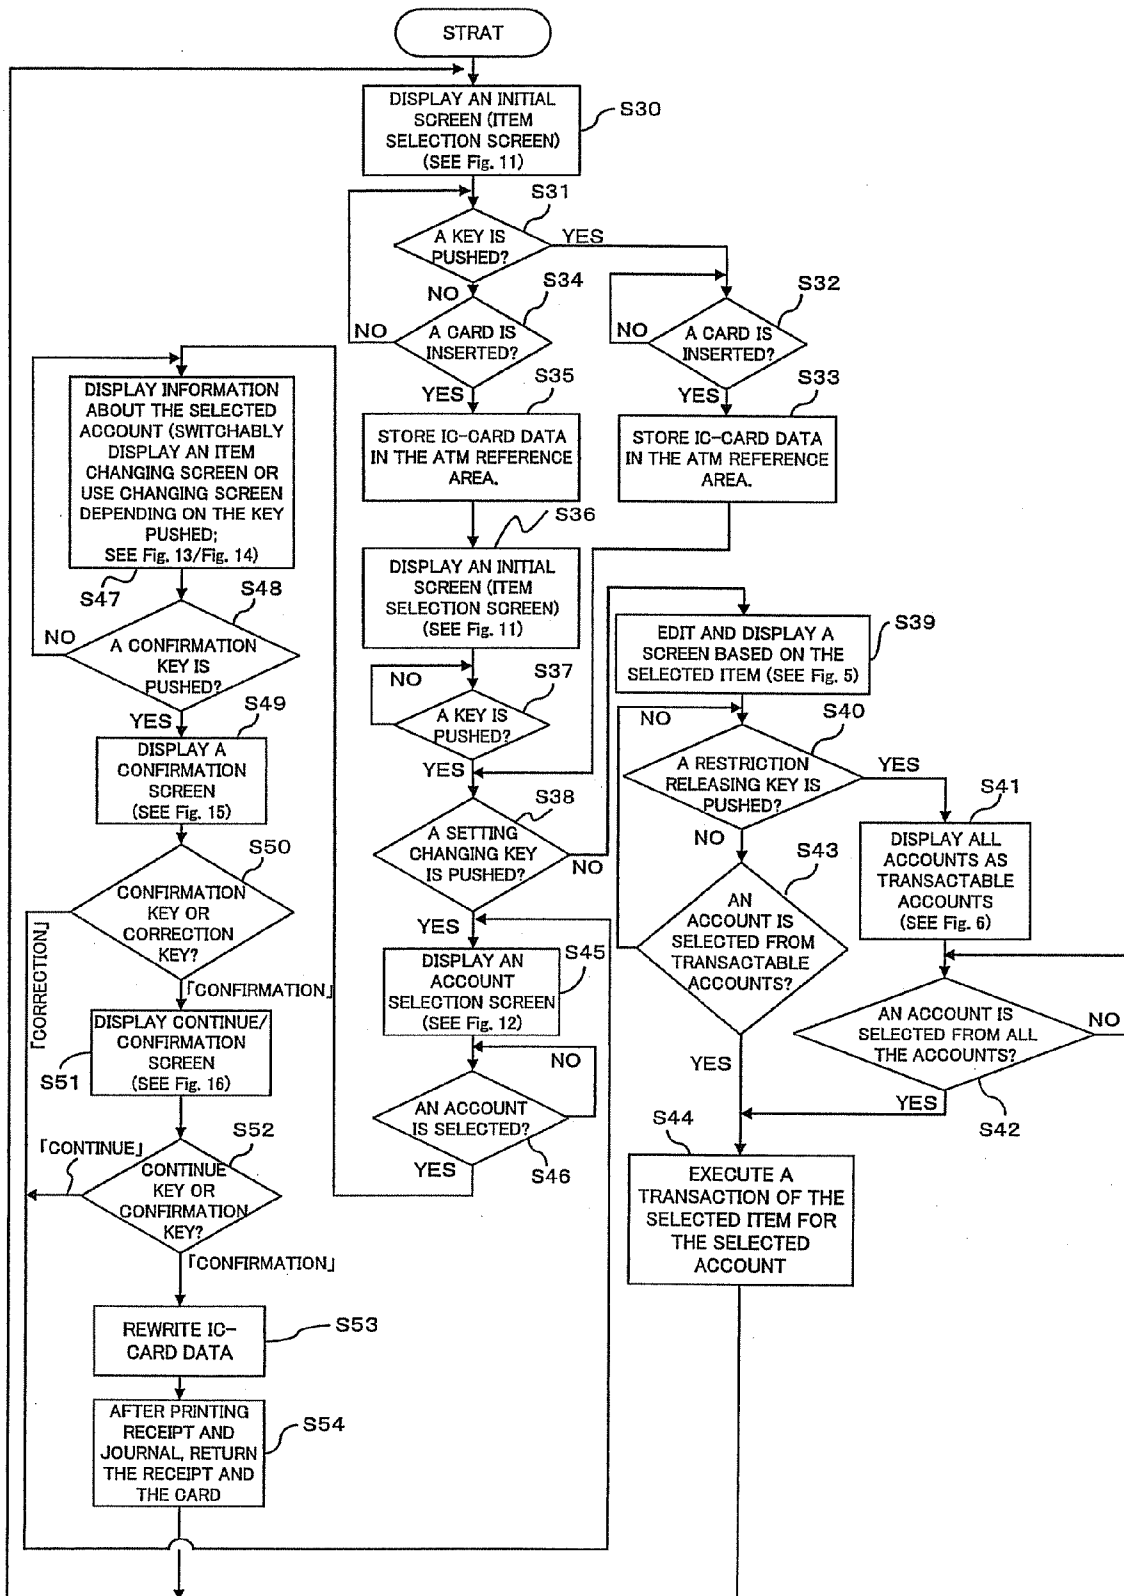 STRAT
DISPLAY AN INITIAL
SCREEN (ITEM
SELECTION SCREEN)
(SEE Fig. 11)
S30
S31
A KEY IS
PUSHED?
YES
NO
S34
A CARD IS
INSERTED?
NO
YES
S32
A CARD IS
INSERTED?
NO
YES
S35
STORE IC-CARD DATA
IN THE ATM REFERENCE
AREA.
S33
STORE IC-CARD DATA
IN THE ATM REFERENCE
AREA.
S36
DISPLAY AN INITIAL
SCREEN (ITEM
SELECTION SCREEN)
(SEE Fig. 11)
NO
S37
A KEY IS
PUSHED?
YES
S38
A SETTING
CHANGING KEY
IS PUSHED?
NO
YES
EDIT AND DISPLAY A
SCREEN BASED ON THE
SELECTED ITEM (SEE Fig. 5)
S39
NO
S40
A RESTRICTION
RELEASING KEY IS
PUSHED?
YES
NO
S41
DISPLAY ALL
ACCOUNTS AS
TRANSACTABLE
ACCOUNTS
(SEE Fig. 6)
S43
AN
ACCOUNT IS
SELECTED FROM
TRANSACTABLE
ACCOUNTS?
YES
AN ACCOUNT IS
SELECTED FROM ALL
THE ACCOUNTS?
NO
YES
S42
S44
EXECUTE A
TRANSACTION OF THE
SELECTED ITEM FOR
THE SELECTED
ACCOUNT
DISPLAY AN
ACCOUNT
SELECTION SCREEN
(SEE Fig. 12)
S45
NO
AN ACCOUNT
IS SELECTED?
YES
S46
DISPLAY INFORMATION
ABOUT THE SELECTED
ACCOUNT (SWITCHABLY
DISPLAY AN ITEM
CHANGING SCREEN OR
USE CHANGING SCREEN
DEPENDING ON THE KEY
PUSHED;
SEE Fig. 13/Fig. 14)
S47
S48
NO
A CONFIRMATION
KEY IS
PUSHED?
YES
S49
DISPLAY A
CONFIRMATION
SCREEN
(SEE Fig. 15)
S50
CONFIRMATION
KEY OR
CORRECTION
KEY?
「CORRECTION」
「CONFIRMATION」
DISPLAY CONTINUE/
CONFIRMATION
SCREEN
(SEE Fig. 16)
S51
S52
「CONTINUE」
CONTINUE
KEY OR
CONFIRMATION
KEY?
「CONFIRMATION」
REWRITE IC-
CARD DATA
S53
AFTER PRINTING
RECEIPT AND
JOURNAL, RETURN
THE RECEIPT AND
THE CARD
S54